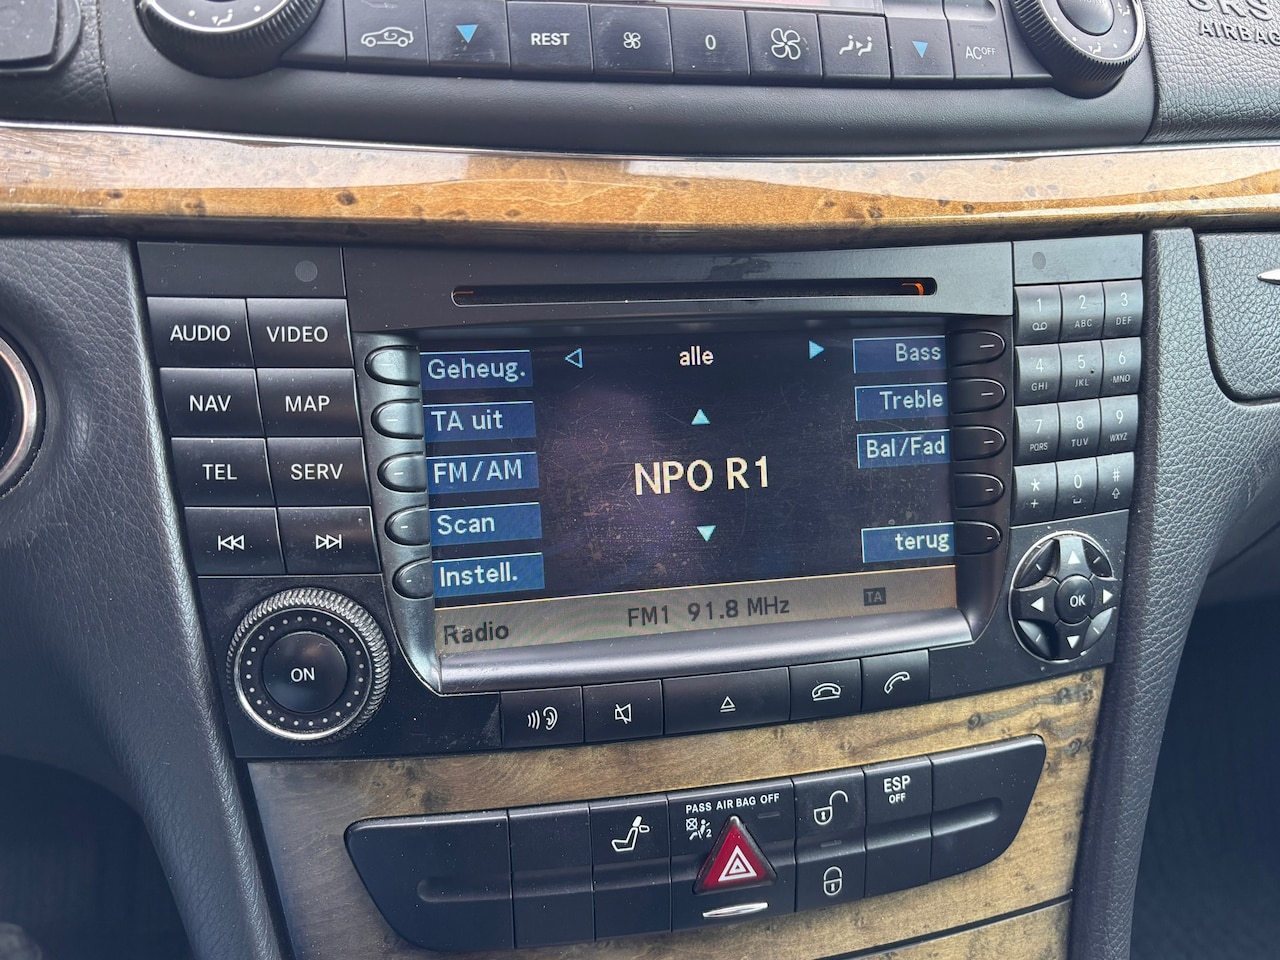 SRS
AIRBAG
REST
0
AC OFF
AUDIO
VIDEO
NAV
MAP
TEL
SERV
ON
Geheug.
TA uit
FM/AM
Scan
Instell.
alle
NPO R1
Bass
Treble
Bal/Fad
terug
Radio
FM1 91.8 MHz
TA
1
2 ABC
3 DEF
4 GHI
5 JKL
6 MNO
7 PQRS
8 TUV
9 WXYZ
*
+
0
#
OK
PASS AIR BAG OFF
2
ESP
OFF